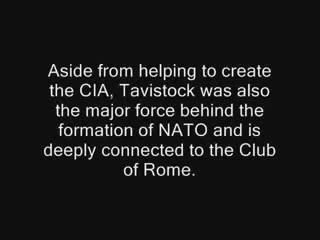 Aside from helping to create
the CIA, Tavistock was also
the major force behind the
formation of NATO and is
deeply connected to the Club
of Rome.